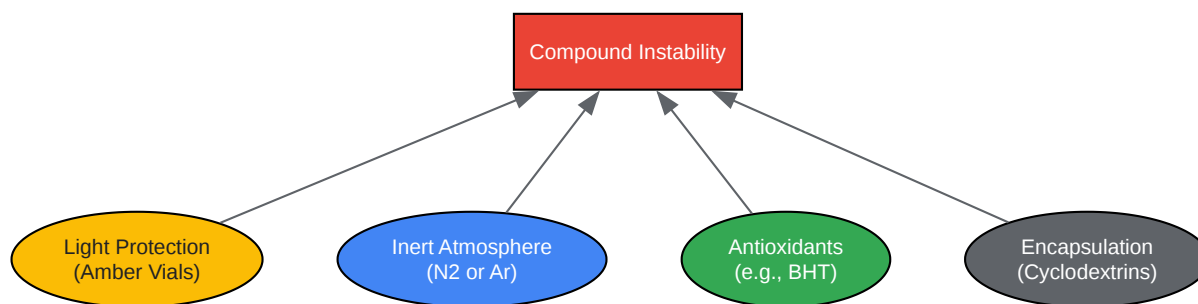 Compound Instability
Light Protection
(Amber Vials)
Inert Atmosphere
(N2 or Ar)
Antioxidants
(e.g., BHT)
Encapsulation
(Cyclodextrins)